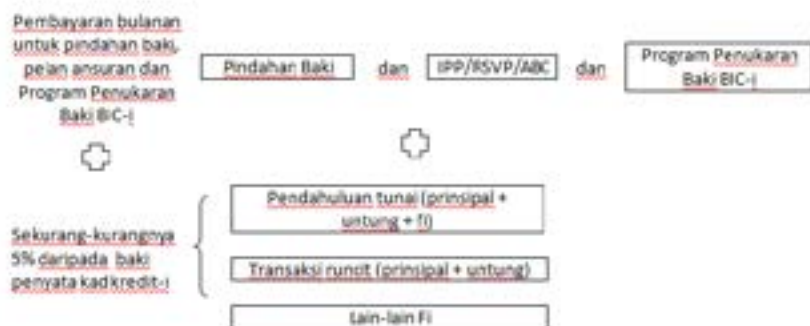 Pembayaran bulanan
untuk pindahan baki,
pelan ansuran dan
Program Penukaran
Baki BIC-i
Pindahan Baki dan IPP/RSVP/ABC dan Program Penukaran
Baki BIC-i
Pendahuluan tunai (prinsipal +
untung + fi)
Sekurang-kurangnya
5% daripada baki
penyata kadkredit-i
Transaksi runcit (prinsipal + untung)
Lain-lain Fi